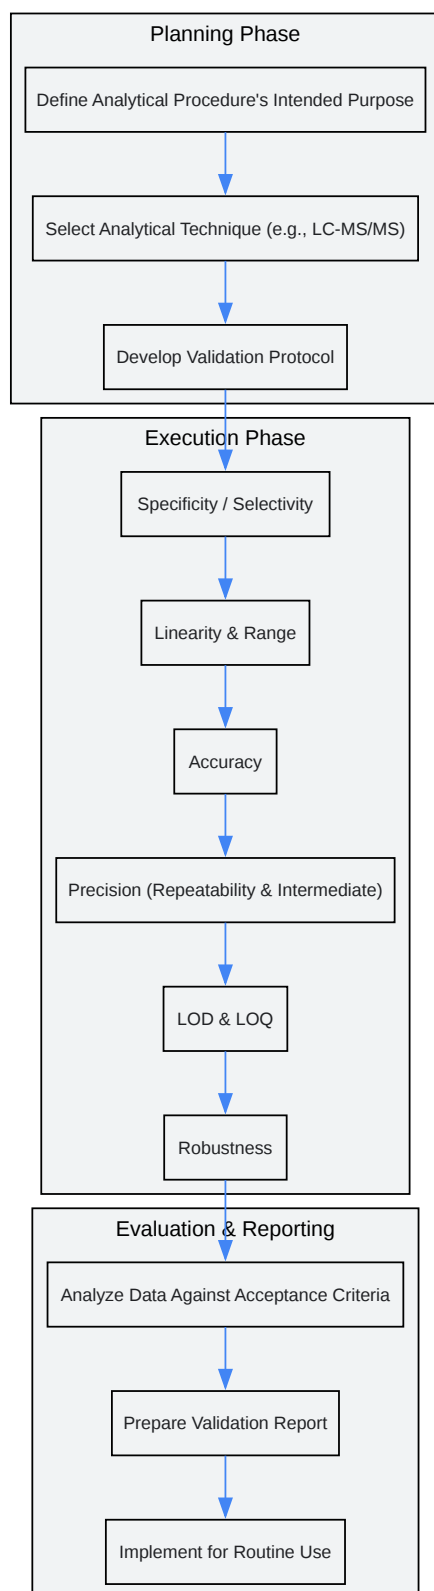 Planning Phase
Define Analytical Procedure's Intended Purpose
Select Analytical Technique (e.g., LC-MS/MS)
Develop Validation Protocol
Execution Phase
Specificity / Selectivity
Linearity & Range
Accuracy
Precision (Repeatability & Intermediate)
LOD & LOQ
Robustness
Evaluation & Reporting
Analyze Data Against Acceptance Criteria
Prepare Validation Report
Implement for Routine Use